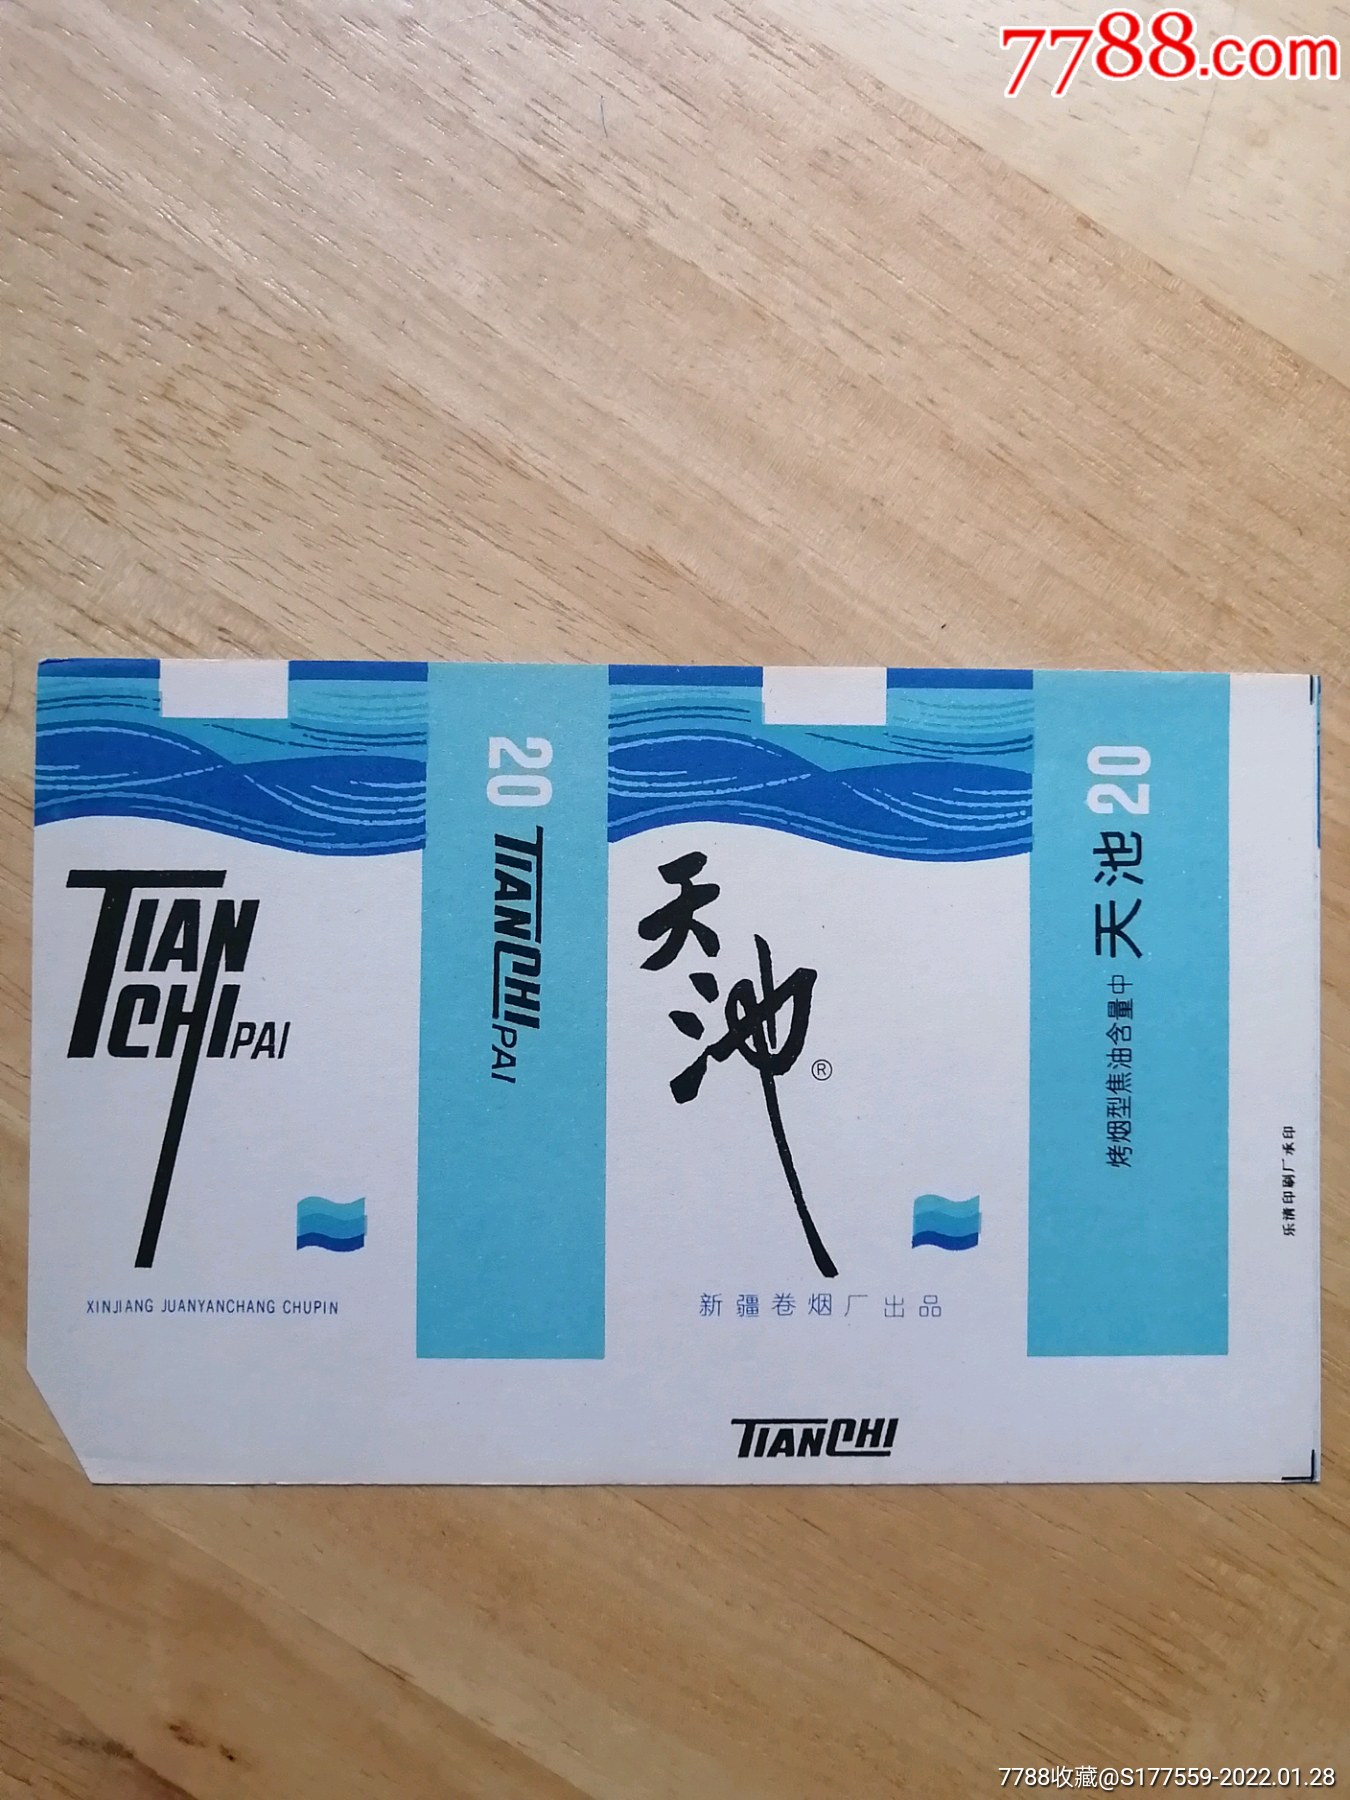 7788.com
TIAN
CHI PAI
XINJIANG JUANYANCHANG CHUPIN
20 TIANCHI PAI
天池
®
新疆卷烟厂出品
TIANCHI
烤烟型焦油含量中 天池 20
乐清印刷厂承印
7788收藏@S177559-2022.01.28